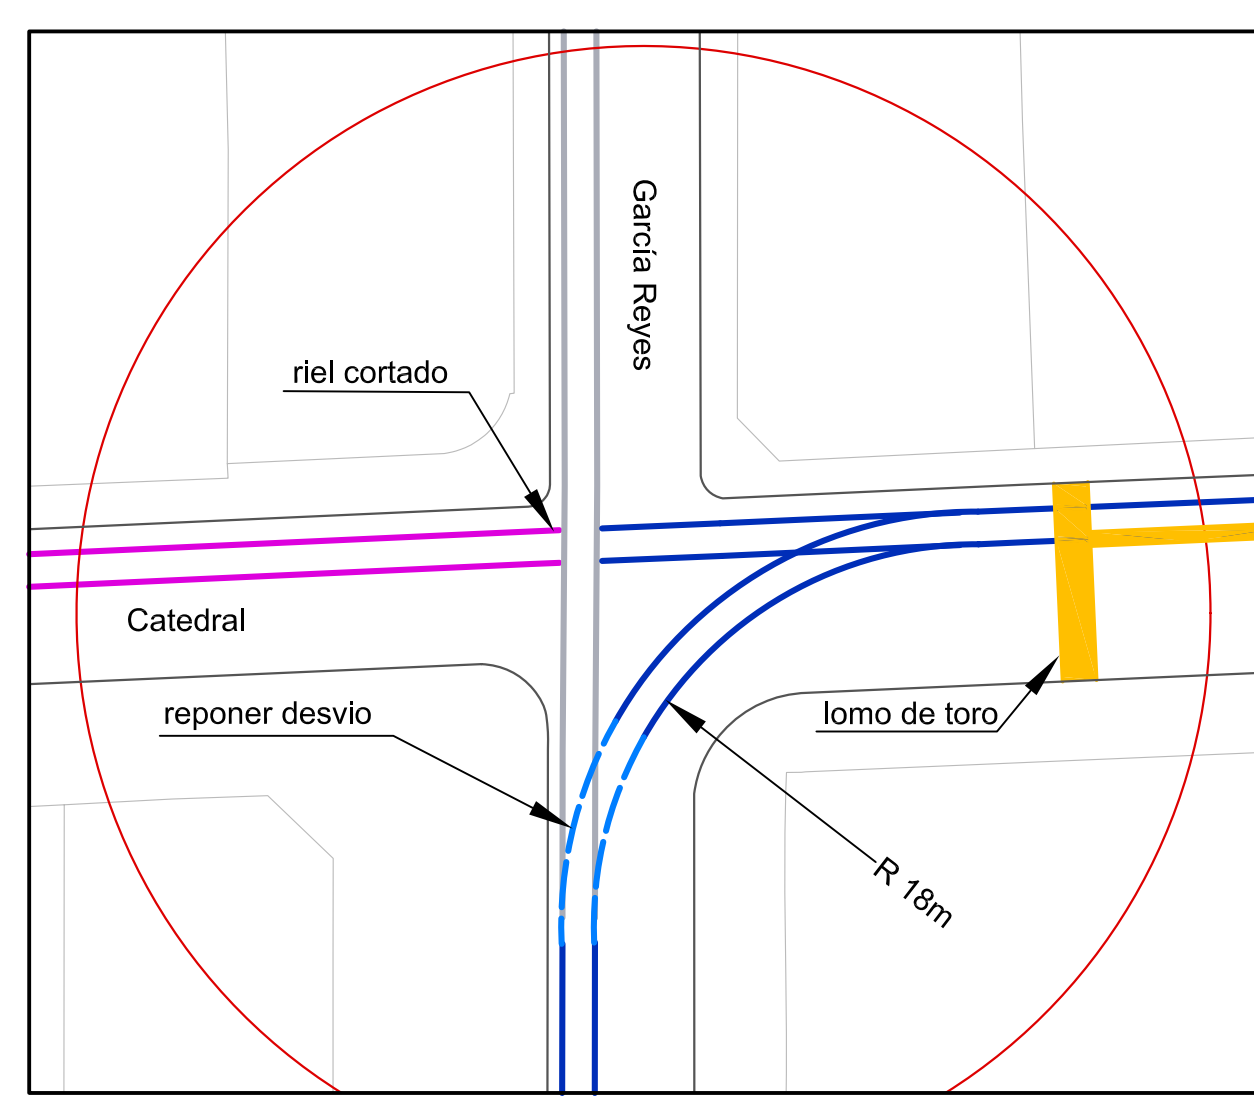 García Reyes
riel cortado
Catedral
reponer desvio
lomo de toro
R 18m